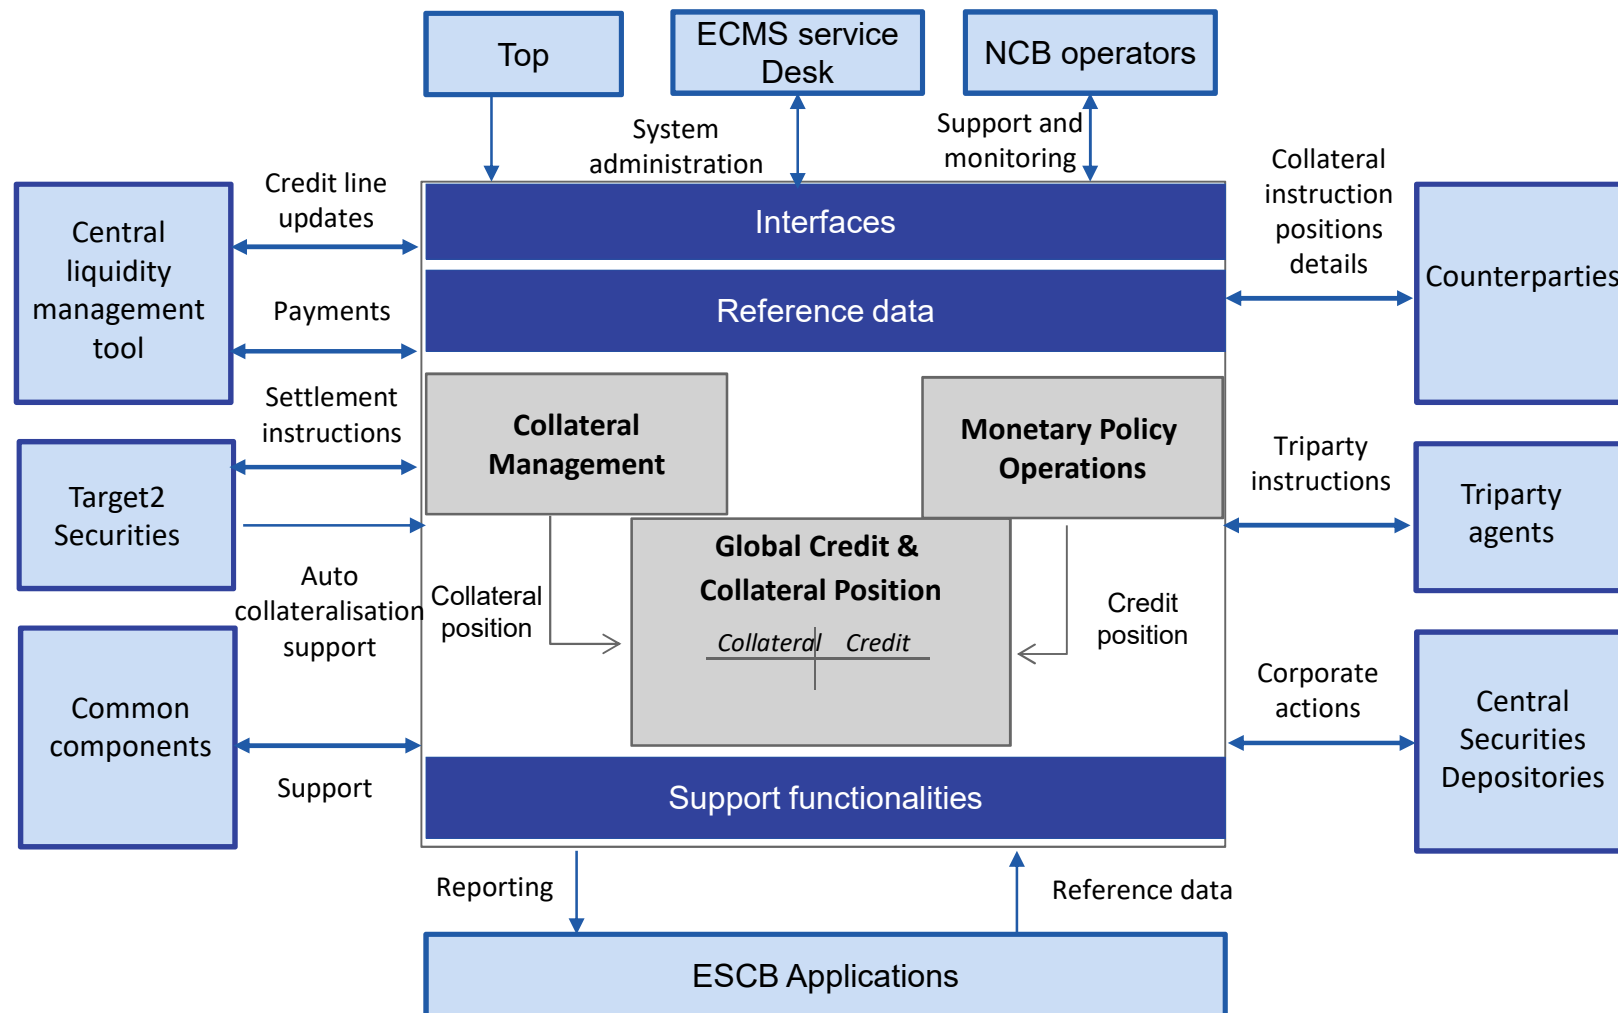 Top
ECMS service
Desk
NCB operators
System
administration
Support and
monitoring
Credit line
updates
Collateral
instruction
positions
details
Central
liquidity
management
tool
Interfaces
Counterparties
Payments
Reference data
Settlement
instructions
Collateral
Management
Monetary Policy
Operations
Triparty
instructions
Target2
Securities
Triparty
agents
Global Credit &
Collateral Position
Auto
collateralisation
support
Collateral
position
Collateral Credit
Credit
position
Common
components
Corporate
actions
Central
Securities
Depositories
Support
Support functionalities
Reporting
Reference data
ESCB Applications